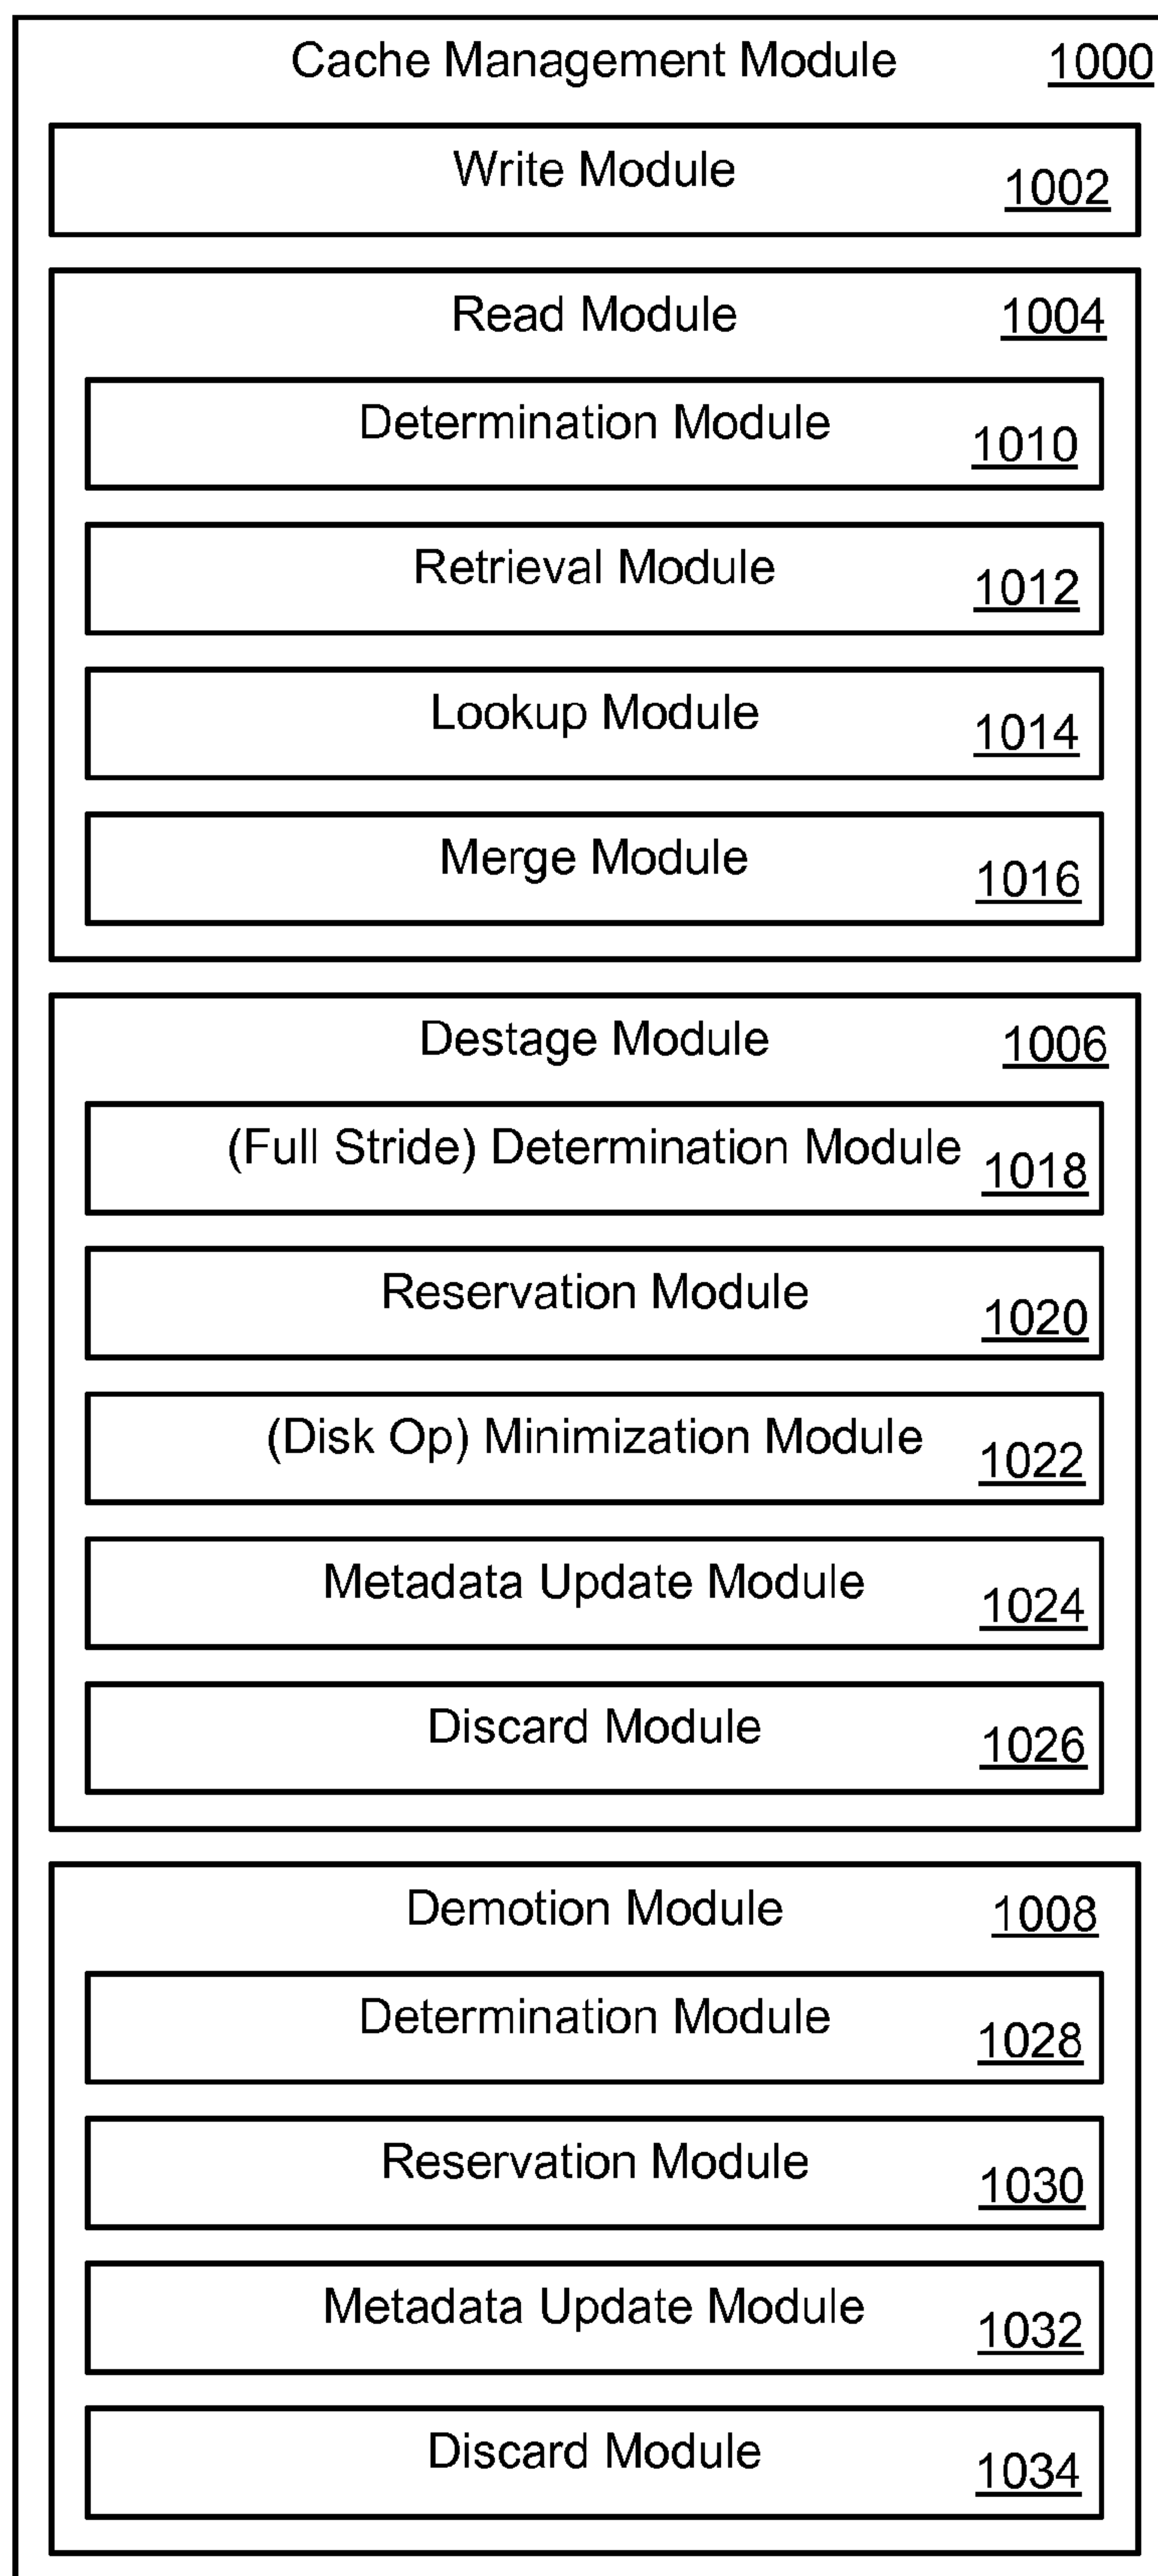 Cache Management Module 1000
Write Module 1002
Read Module 1004
Determination Module 1010
Retrieval Module 1012
Lookup Module 1014
Merge Module 1016
Destage Module 1006
(Full Stride) Determination Module 1018
Reservation Module 1020
(Disk Op) Minimization Module 1022
Metadata Update Module 1024
Discard Module 1026
Demotion Module 1008
Determination Module 1028
Reservation Module 1030
Metadata Update Module 1032
Discard Module 1034